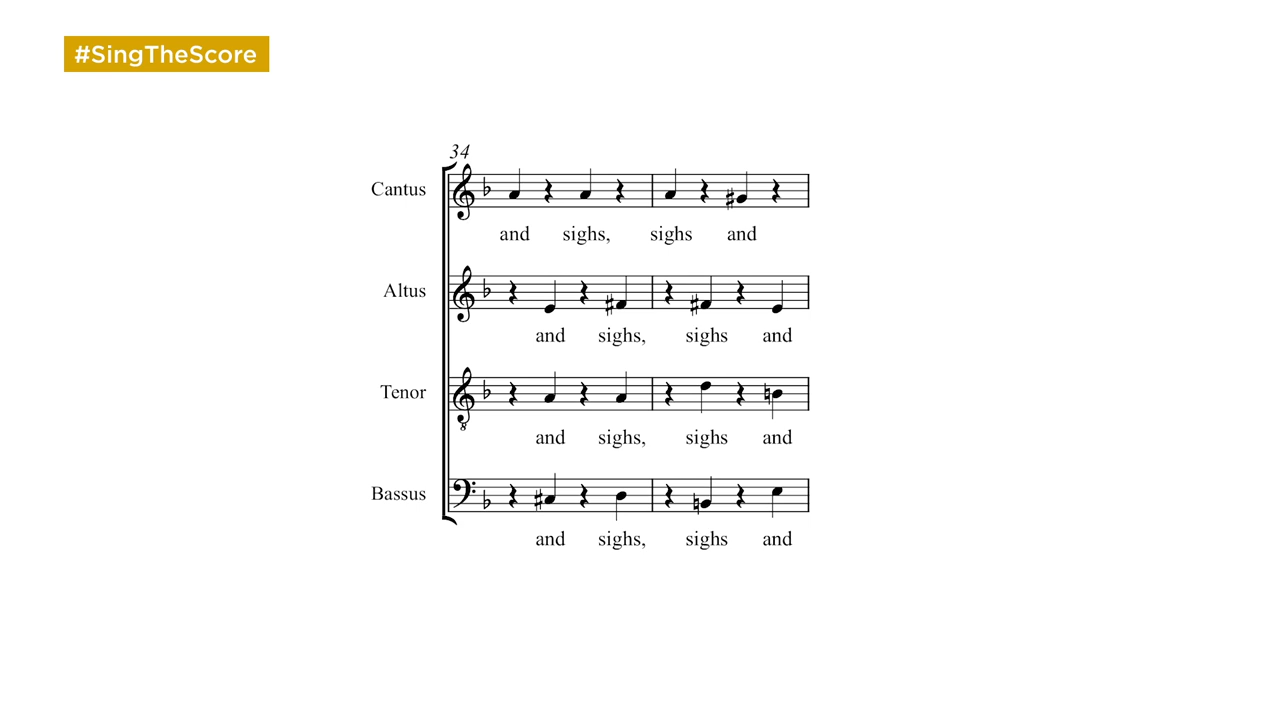 #SingTheScore
34
Cantus
and sighs, sighs and
Altus
and sighs, sighs and
Tenor
8
and sighs, sighs and
Bassus
and sighs, sighs and